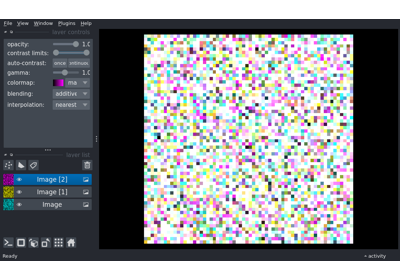 File View Window Plugins Help
layer controls
opacity: 1.0
contrast limits:
auto-contrast: once
gamma: 1.0
colormap: ma
blending: additive
interpolation: nearest
layer list
Image [2]
Image [1]
Image
Ready activity